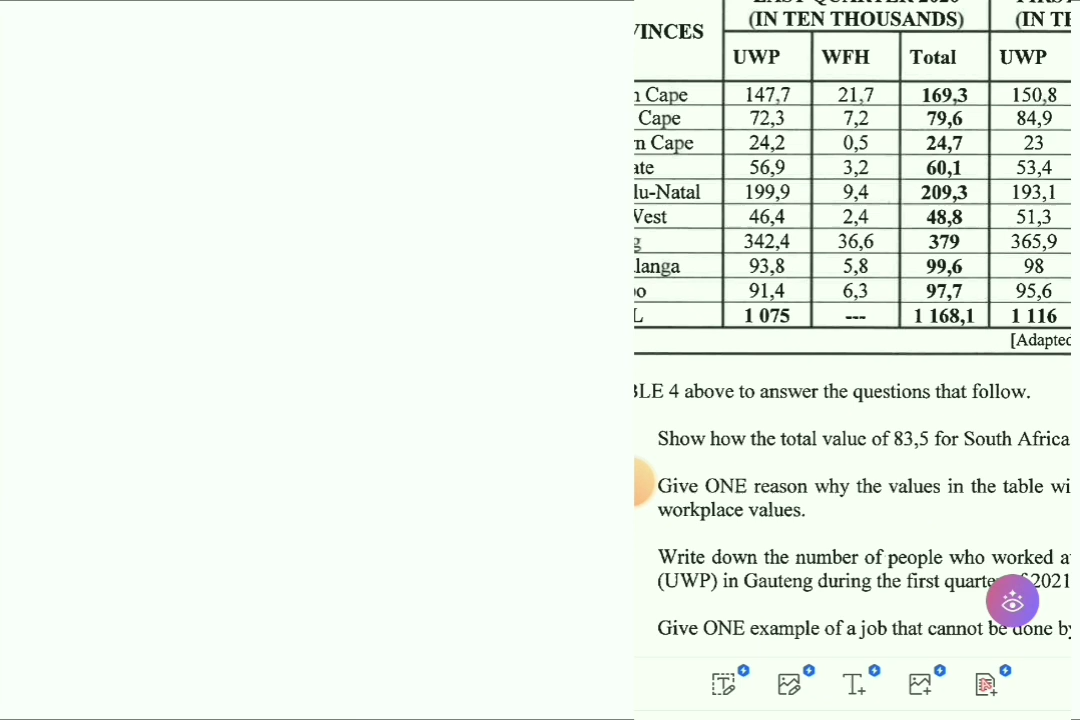 (IN TEN THOUSANDS) (IN TE
VINCES
UWP WFH Total UWP
n Cape 147,7 21,7 169,3 150,8
Cape 72,3 7,2 79,6 84,9
rn Cape 24,2 0,5 24,7 23
ate 56,9 3,2 60,1 53,4
lu-Natal 199,9 9,4 209,3 193,1
West 46,4 2,4 48,8 51,3
g 342,4 36,6 379 365,9
langa 93,8 5,8 99,6 98
o 91,4 6,3 97,7 95,6
L 1 075 --- 1 168,1 1 116
[Adapted
BLE 4 above to answer the questions that follow.
Show how the total value of 83,5 for South Africa
Give ONE reason why the values in the table wi
workplace values.
Write down the number of people who worked a
(UWP) in Gauteng during the first quarter of 2021
Give ONE example of a job that cannot be done by